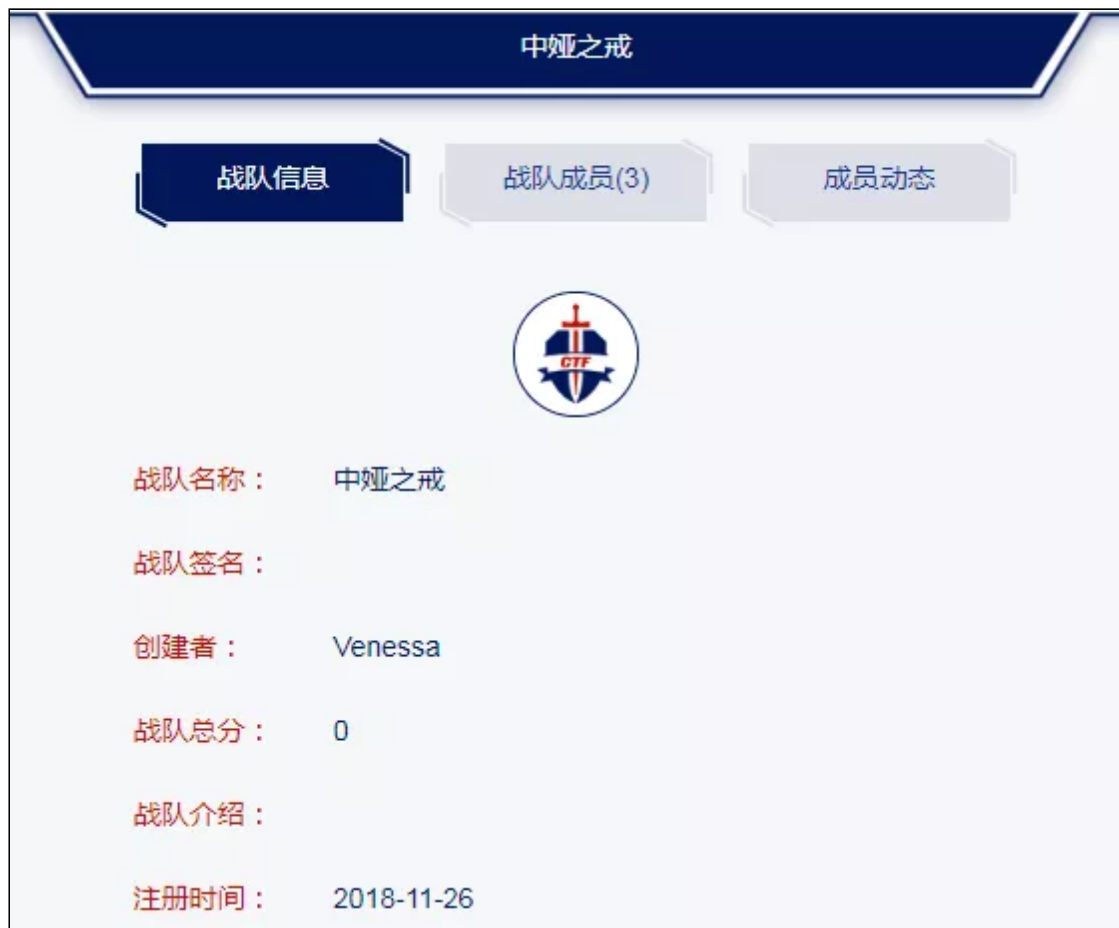 中娅之戒
战队信息 战队成员(3) 成员动态
CTF
战队名称： 中娅之戒
战队签名：
创建者： Venessa
战队总分： 0
战队介绍：
注册时间： 2018-11-26